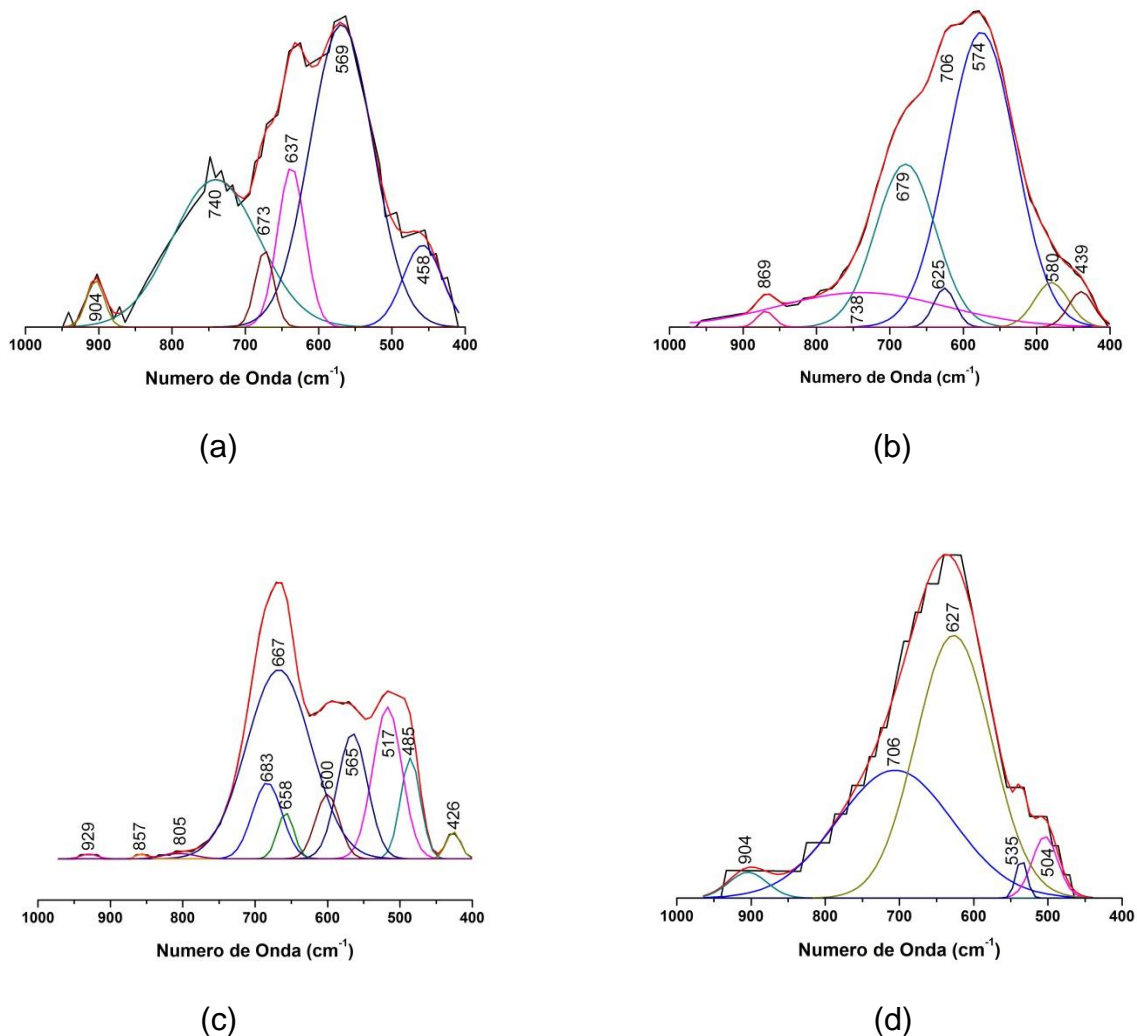 904
740
673
637
569
458
1000 900 800 700 600 500 400
Numero de Onda (cm⁻¹)
(a)
869
738
679
625
706
574
580
439
1000 900 800 700 600 500 400
Numero de Onda (cm⁻¹)
(b)
929
857
805
683
667
658
600
565
517
485
426
1000 900 800 700 600 500 400
Numero de Onda (cm⁻¹)
(c)
904
706
627
535
504
1000 900 800 700 600 500 400
Numero de Onda (cm⁻¹)
(d)